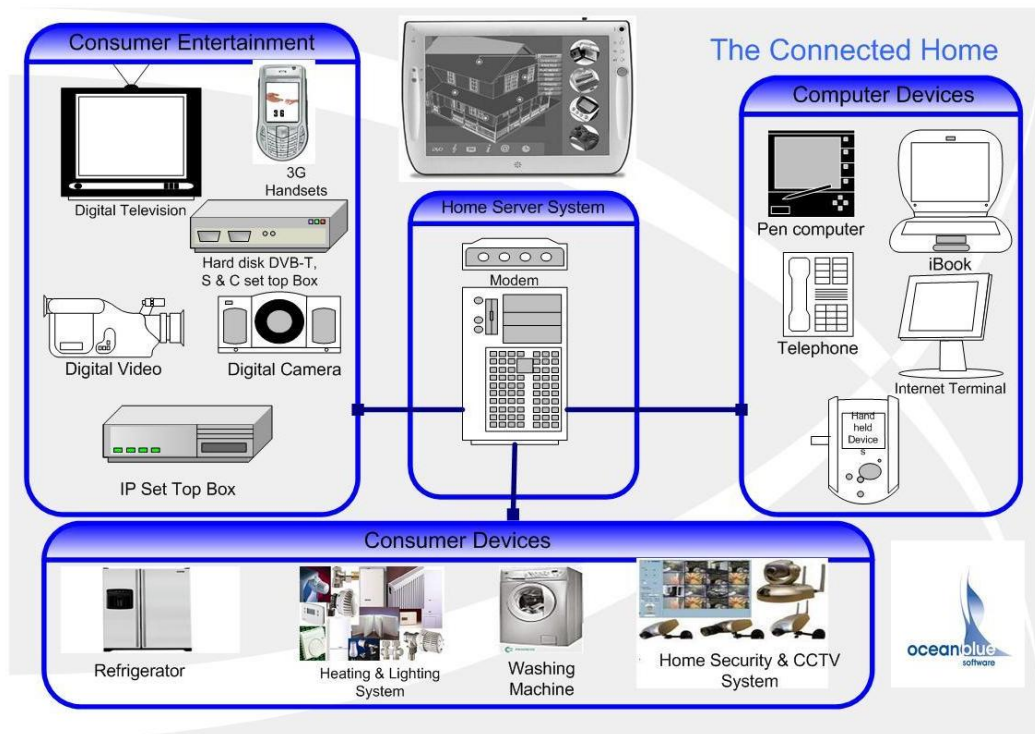 The Connected Home
Consumer Entertainment
3G
3G
Handsets
Digital Television
Hard disk DVB-T,
S & C set top Box
Digital Video
Digital Camera
IP Set Top Box
Home Server System
Modem
Computer Devices
Pen computer
iBook
Telephone
Internet Terminal
Hand
held
Device
s
Consumer Devices
Refrigerator
Heating & Lighting
System
Washing
Machine
Home Security & CCTV
System
oceanblue
software